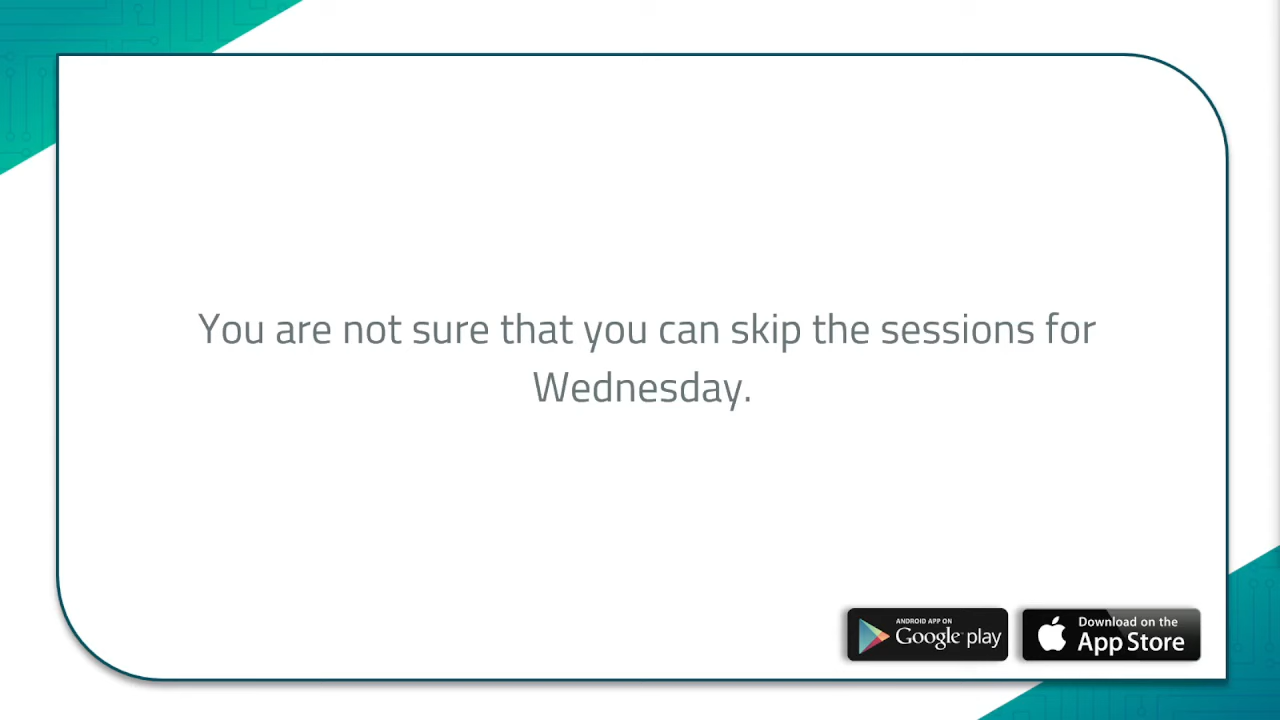 You are not sure that you can skip the sessions for
Wednesday.
ANDROID APP ON
Google play
Download on the
App Store